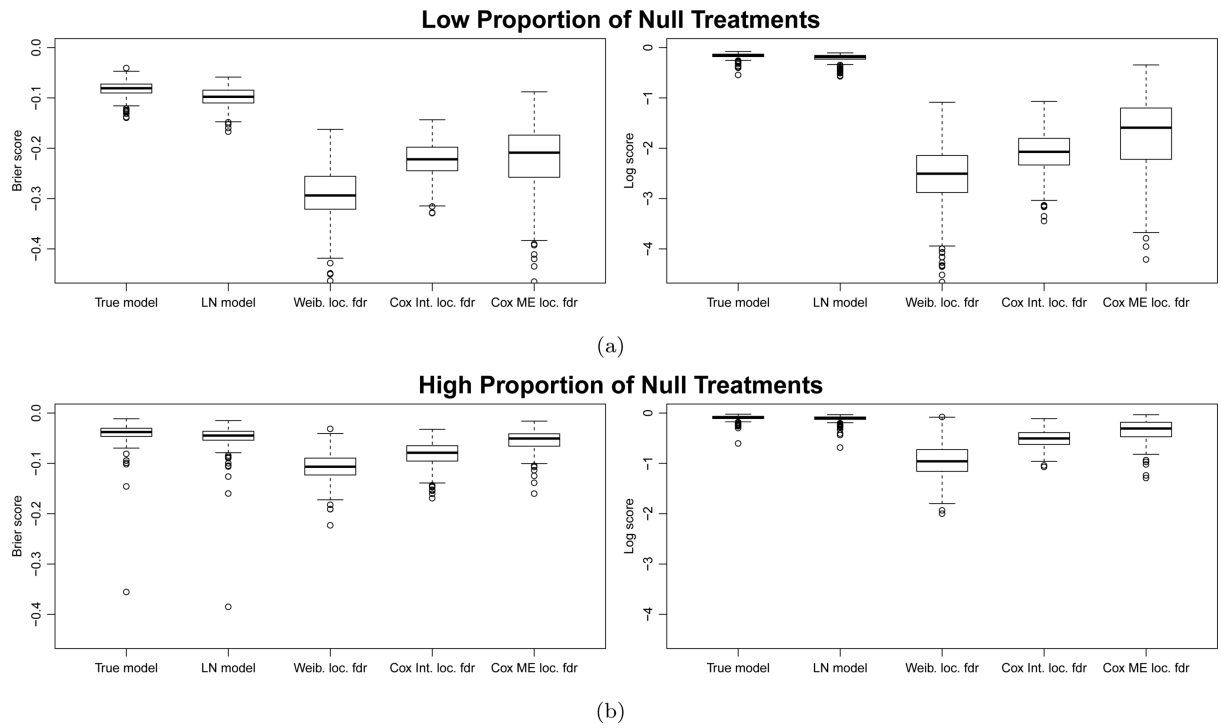 Low Proportion of Null Treatments
Brier score
0.0
−0.1
−0.2
−0.3
−0.4
True model
LN model
Weib. loc. fdr
Cox Int. loc. fdr
Cox ME loc. fdr
Log score
0
−1
−2
−3
−4
True model
LN model
Weib. loc. fdr
Cox Int. loc. fdr
Cox ME loc. fdr
(a)
High Proportion of Null Treatments
Brier score
0.0
−0.1
−0.2
−0.3
−0.4
True model
LN model
Weib. loc. fdr
Cox Int. loc. fdr
Cox ME loc. fdr
Log score
0
−1
−2
−3
−4
True model
LN model
Weib. loc. fdr
Cox Int. loc. fdr
Cox ME loc. fdr
(b)